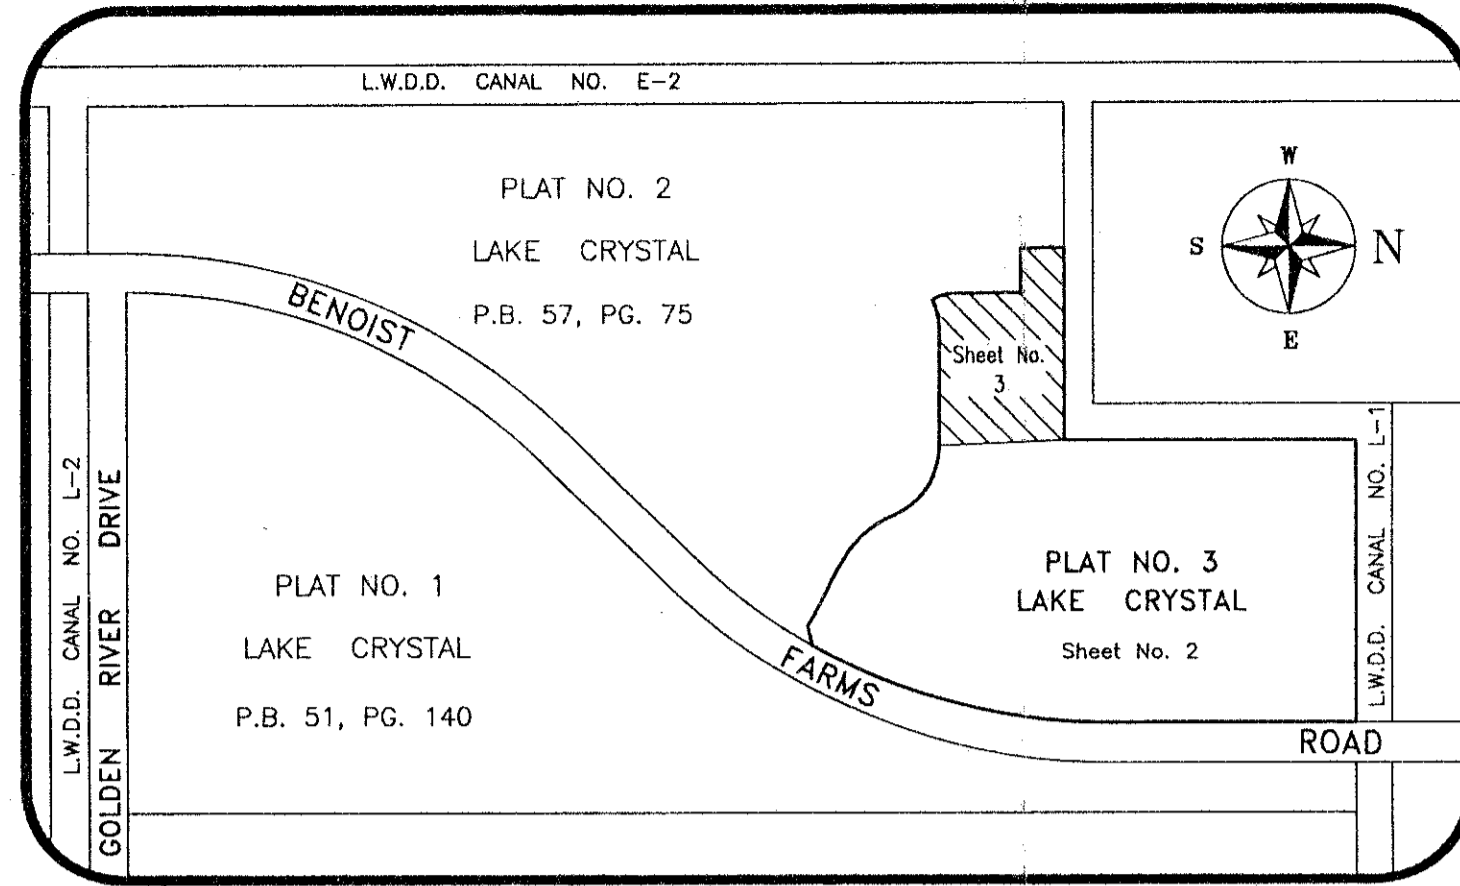 L.W.D.D. CANAL NO. E-2
PLAT NO. 2
LAKE CRYSTAL
P.B. 57, PG. 75
W
S
N
E
BENOIST
FARMS
ROAD
Sheet No.
3
PLAT NO. 3
LAKE CRYSTAL
Sheet No. 2
PLAT NO. 1
LAKE CRYSTAL
P.B. 51, PG. 140
L.W.D.D. CANAL NO. L-2
GOLDEN RIVER DRIVE
L.W.D.D. CANAL NO. L-1